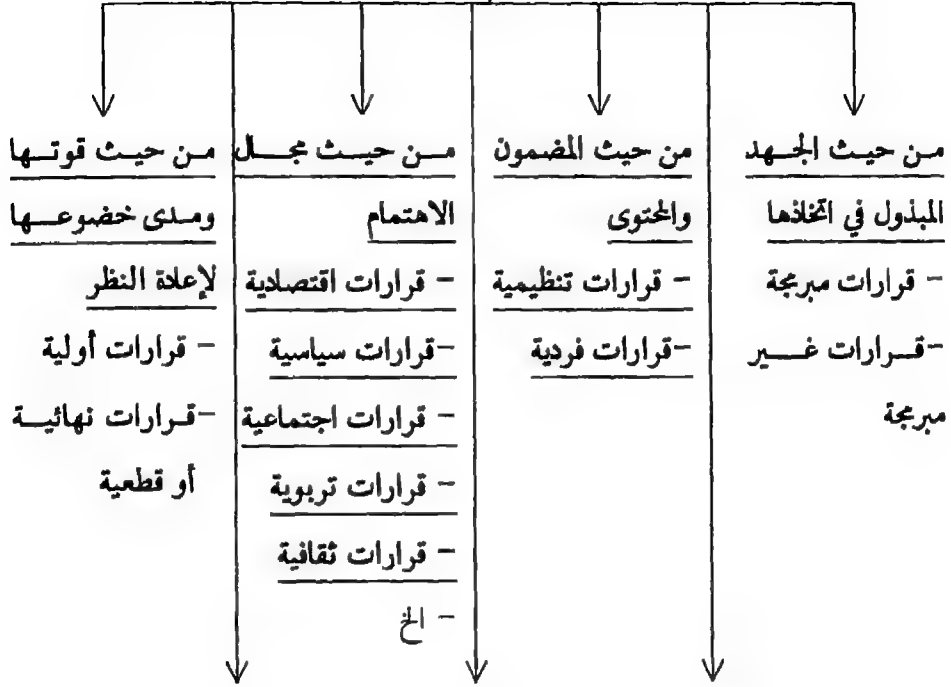 من حيث الجهد
المبذول في اتخاذها
- قرارات مبرمجة
-قرارات غير
مبرمجة
من حيث المضمون
والمحتوى
- قرارات تنظيمية
-قرارات فردية
من حيث مجال
الاهتمام
- قرارات اقتصادية
-قرارات سياسية
- قرارات اجتماعية
- قرارات تربوية
- قرارات ثقافية
- الخ
من حيث قوتها
ومدى خضوعها
لإعادة النظر
- قرارات أولية
-قرارات نهائية
أو قطعية